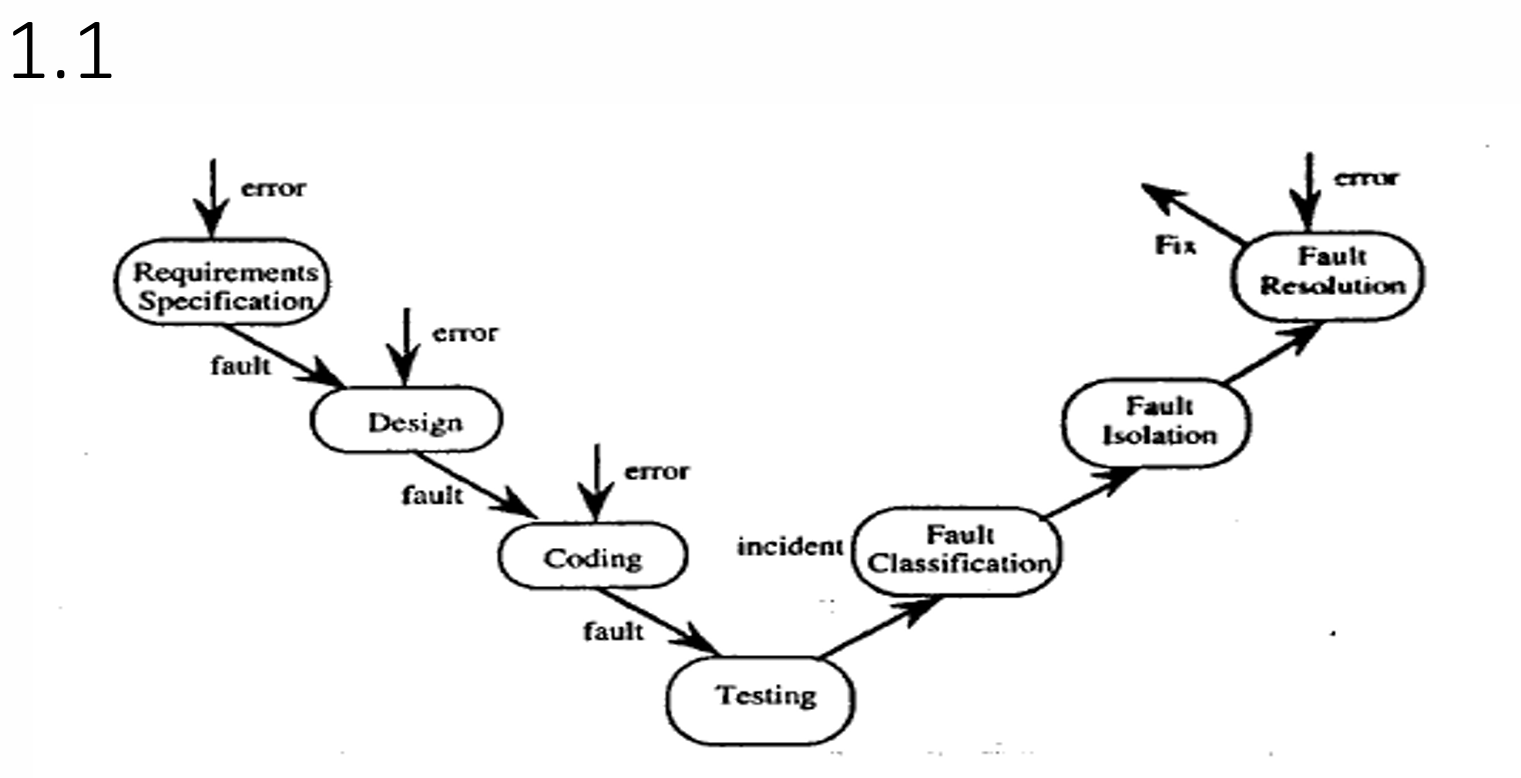 1.1
error
Requirements
Specification
fault
error
Design
fault
error
Coding
fault
Testing
incident
Fault
Classification
Fault
Isolation
Fault
Resolution
error
Fix